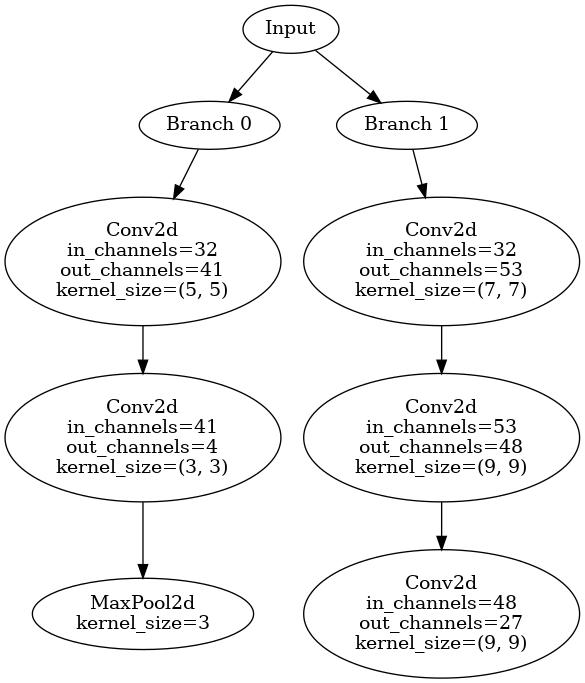 Input
Branch 0
Branch 1
Conv2d
in_channels=32
out_channels=41
kernel_size=(5, 5)
Conv2d
in_channels=32
out_channels=53
kernel_size=(7, 7)
Conv2d
in_channels=41
out_channels=4
kernel_size=(3, 3)
Conv2d
in_channels=53
out_channels=48
kernel_size=(9, 9)
MaxPool2d
kernel_size=3
Conv2d
in_channels=48
out_channels=27
kernel_size=(9, 9)